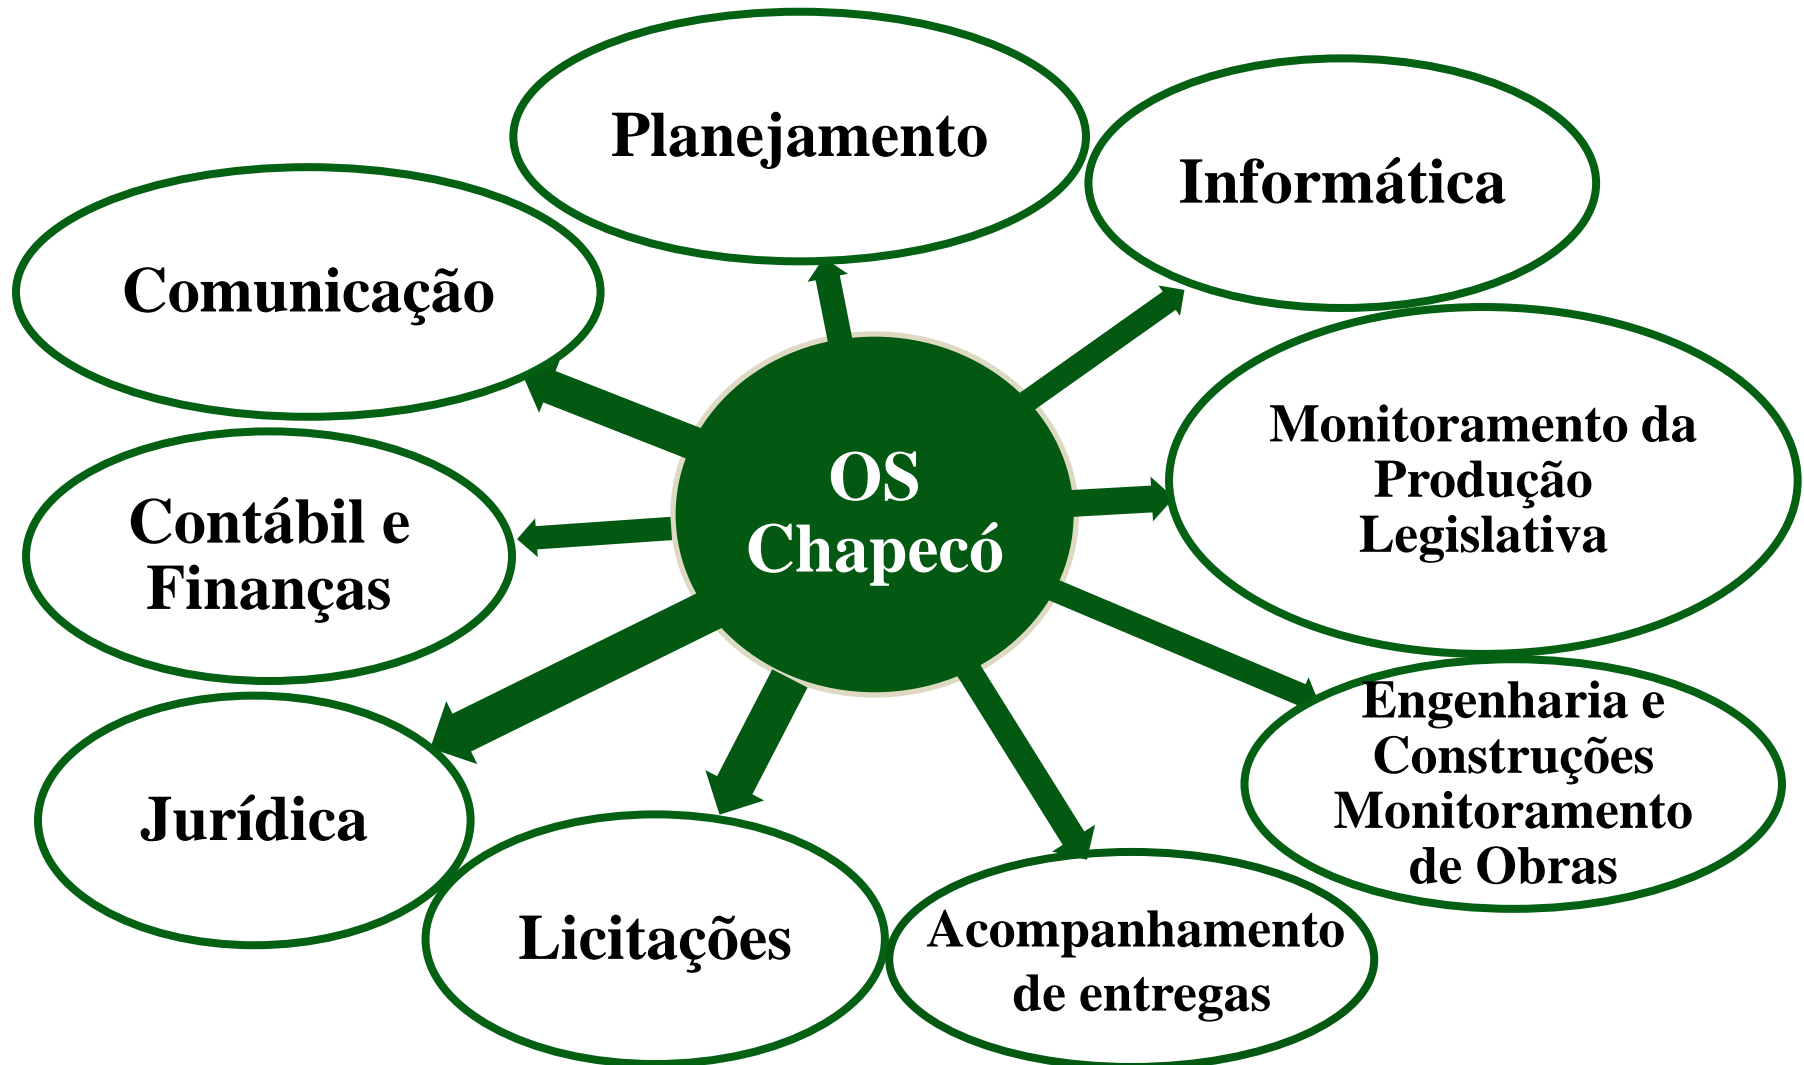 Planejamento
Informática
Comunicação
Monitoramento da
Produção
Legislativa
OS
Chapecó
Contábil e
Finanças
Engenharia e
Construções
Monitoramento
de Obras
Jurídica
Licitações
Acompanhamento
de entregas